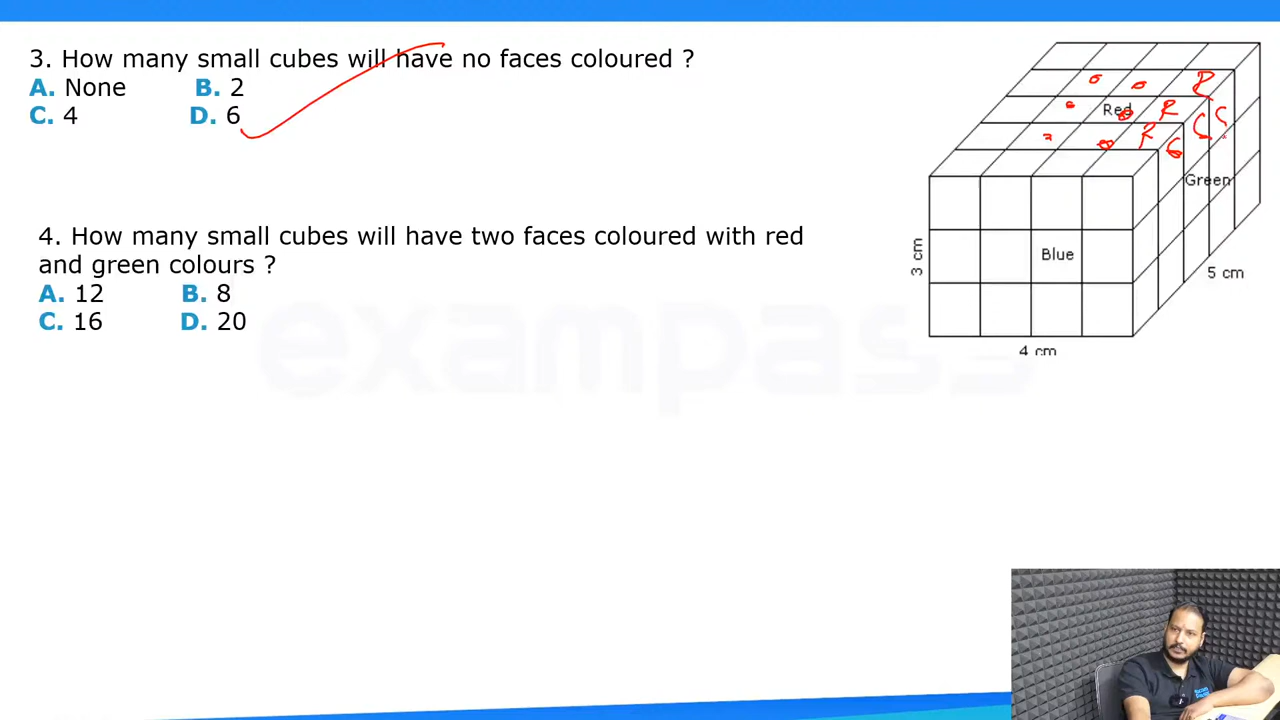 3. How many small cubes will have no faces coloured ?
A. None B. 2
C. 4 D. 6
4. How many small cubes will have two faces coloured with red
and green colours ?
A. 12 B. 8
C. 16 D. 20
Red
R
R
R
G
Green
Blue
3 cm
5 cm
4 cm
exampass